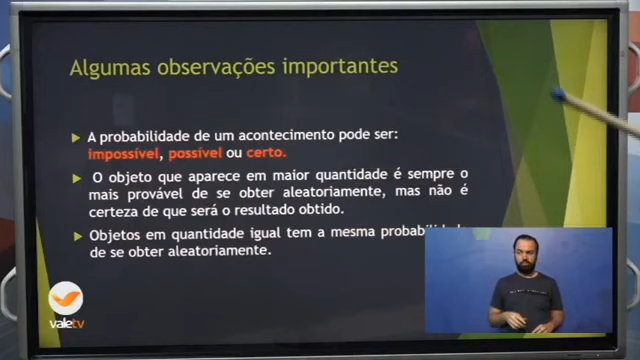 Algumas observações importantes
A probabilidade de um acontecimento pode ser:
impossível, possível ou certo.
O objeto que aparece em maior quantidade é sempre o
mais provável de se obter aleatoriamente, mas não é
certeza de que será o resultado obtido.
Objetos em quantidade igual tem a mesma
de se obter aleatoriamente.
valetv